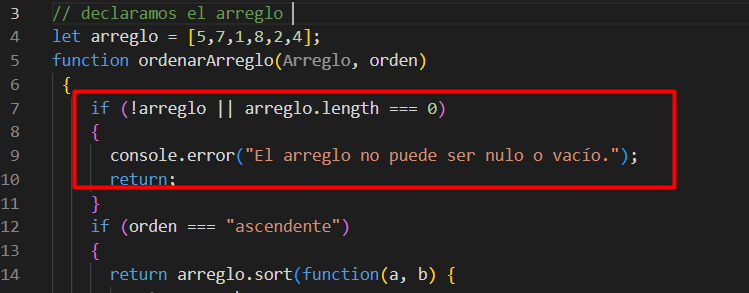 3 // declaramos el arreglo
4 let arreglo = [5,7,1,8,2,4];
5 function ordenarArreglo(Arreglo, orden)
6 {
7 if (!arreglo || arreglo.length === 0)
8 {
9 console.error("El arreglo no puede ser nulo o vacío.");
10 return;
11 }
12 if (orden === "ascendente")
13 {
14 return arreglo.sort(function(a, b) {